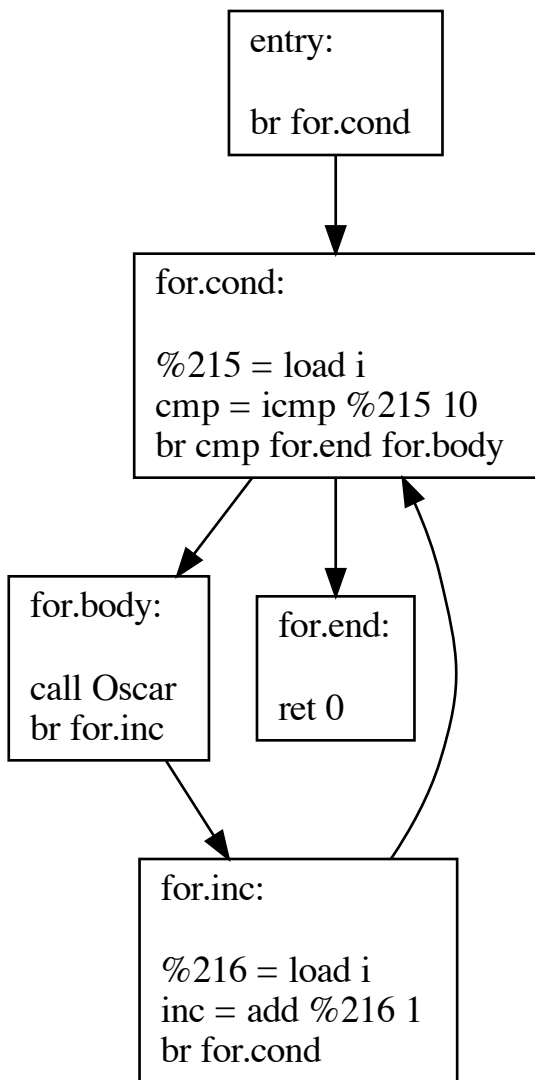 entry:
br for.cond
for.cond:
%215 = load i
cmp = icmp %215 10
br cmp for.end for.body
for.body:
call Oscar
br for.inc
for.end:
ret 0
for.inc:
%216 = load i
inc = add %216 1
br for.cond